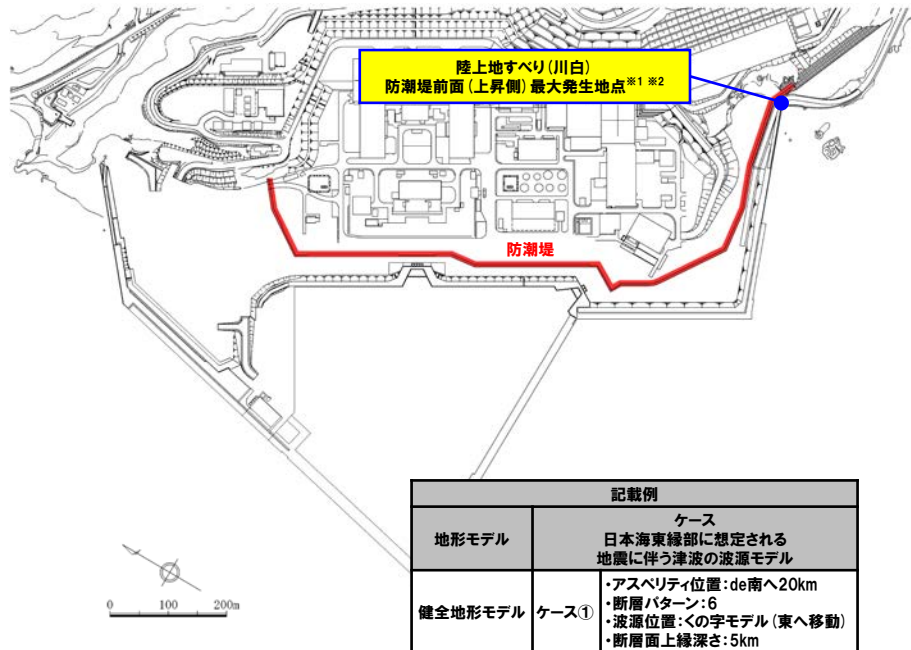 陸上地すべり(川白)
防潮堤前面(上昇側)最大発生地点※1 ※2
防潮堤
0 100 200m
記載例
地形モデル
ケース
日本海東縁部に想定される
地震に伴う津波の波源モデル
健全地形モデル
ケース①
・アスペリティ位置:de南へ20km
・断層パターン:6
・波源位置:くの字モデル(東へ移動)
・断層面上縁深さ:5km